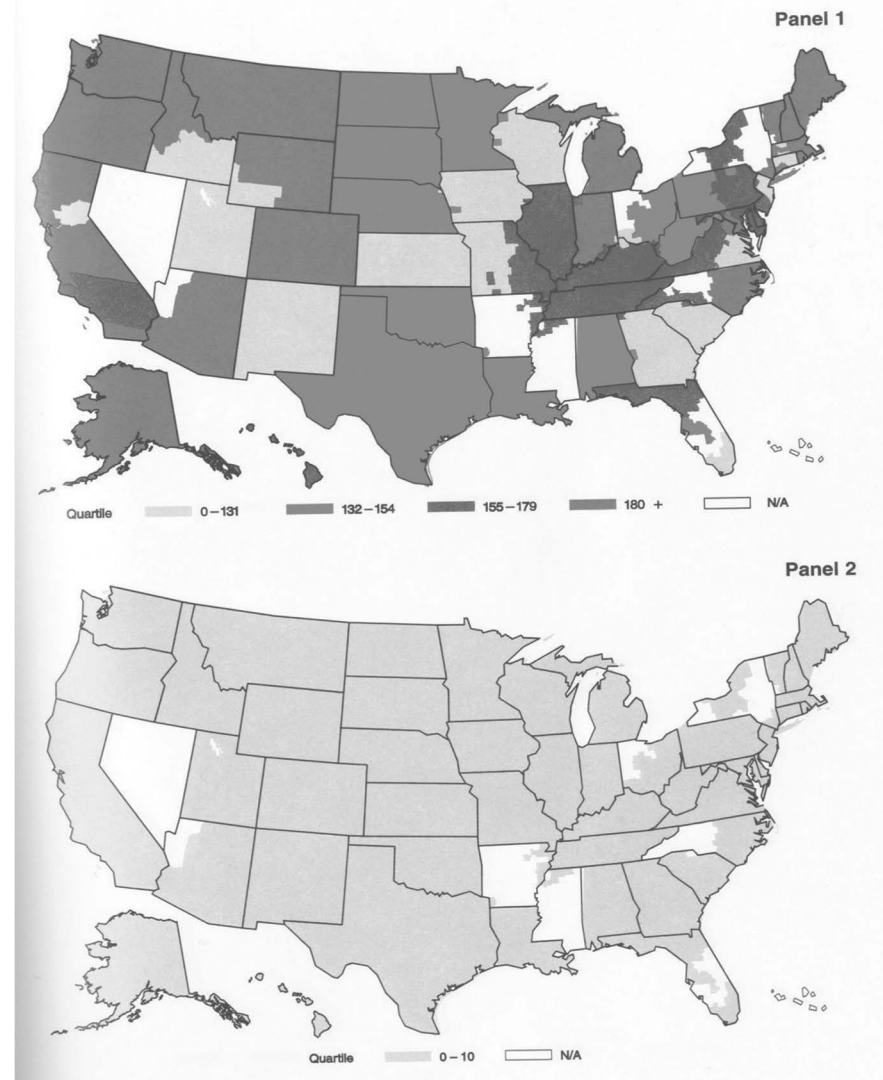 Panel 1
Quartile 0–131 132–154 155–179 180 + N/A
Panel 2
Quartile 0–10 N/A